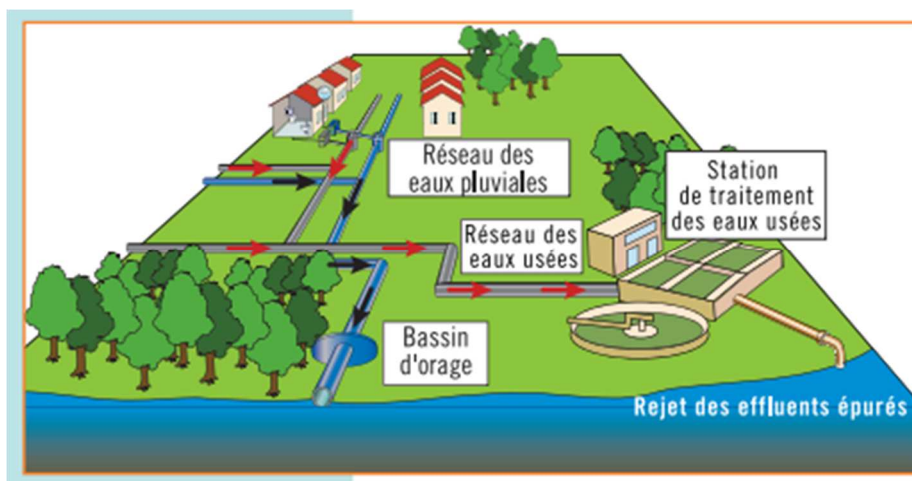 Réseau des
eaux pluviales
Station
de traitement
des eaux usées
Réseau des
eaux usées
Bassin
d'orage
Rejet des effluents épurés